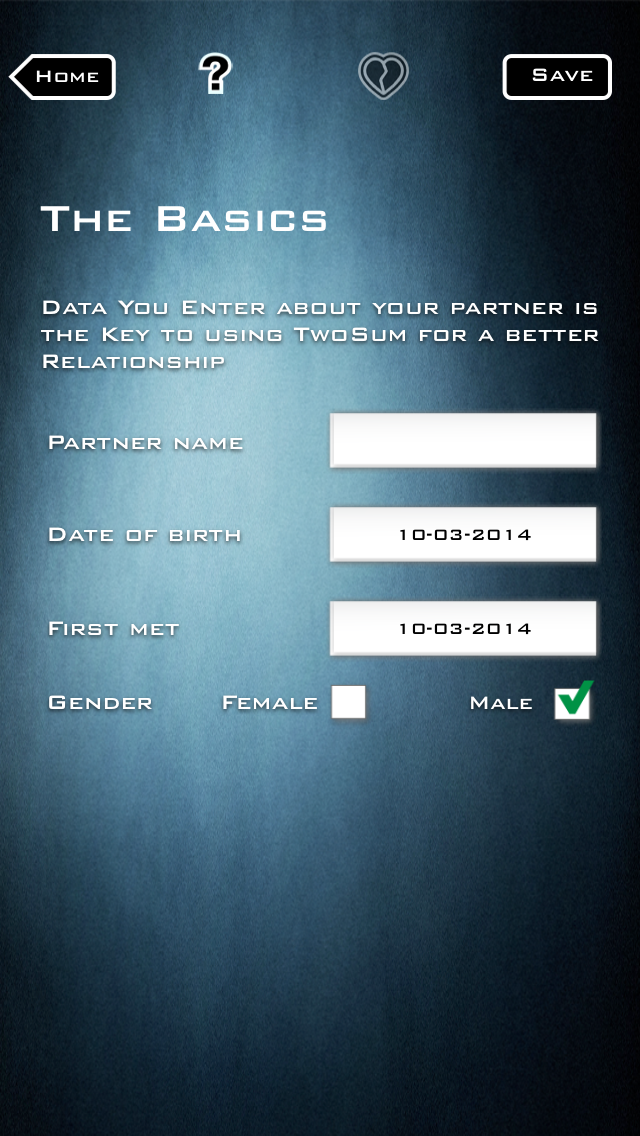 Home
?
Save
The Basics
Data You Enter about your partner is
the Key to using TwoSum for a better
Relationship
Partner name
Date of birth 10-03-2014
First met 10-03-2014
Gender Female Male